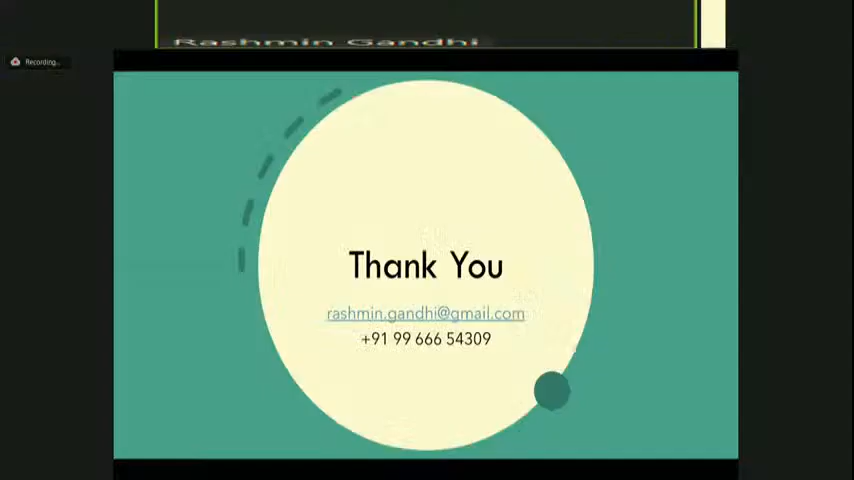 Rashmin Gandhi
Recording...
Thank You
rashmin.gandhi@gmail.com
+91 99 666 54309